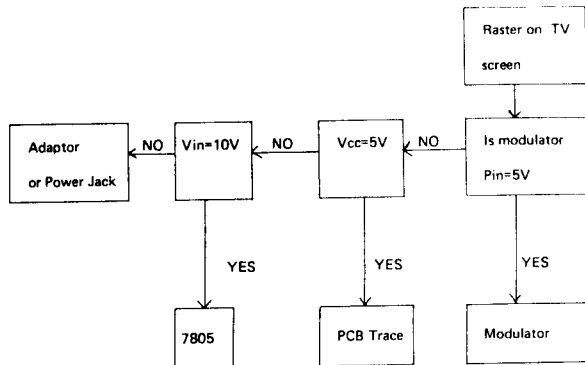 Raster on TV
screen
Is modulator
Pin=5V
NO
Vcc=5V
NO
Vin=10V
NO
Adaptor
or Power Jack
YES
YES
YES
7805
PCB Trace
Modulator